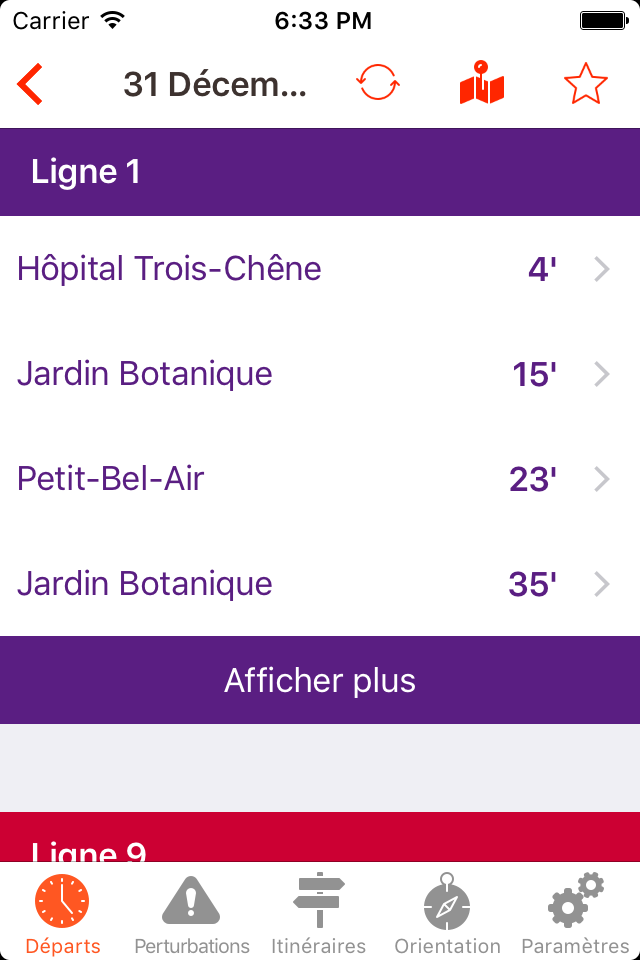 Carrier 6:33 PM
31 Décem...
Ligne 1
Hôpital Trois-Chêne 4'
Jardin Botanique 15'
Petit-Bel-Air 23'
Jardin Botanique 35'
Afficher plus
Ligne 9
Départs Perturbations Itinéraires Orientation Paramètres